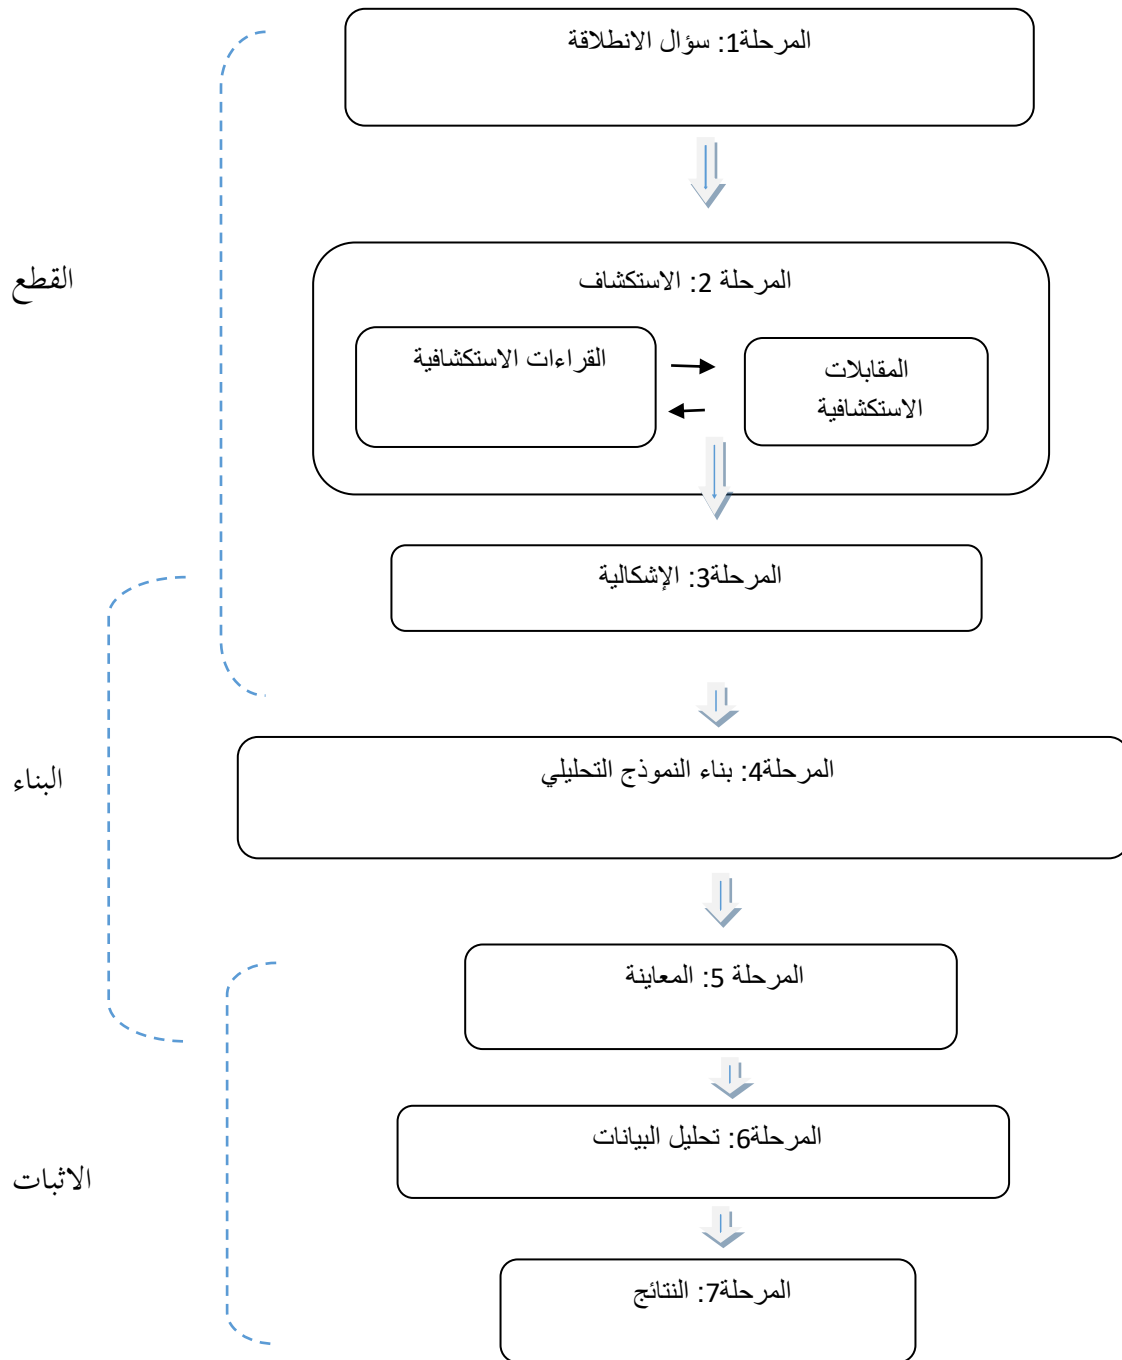 المرحلة1: سؤال الانطلاقة
القطع
المرحلة 2: الاستكشاف
القراءات الاستكشافية
المقابلات
الاستكشافية
المرحلة3: الإشكالية
البناء
المرحلة4: بناء النموذج التحليلي
المرحلة 5: المعاينة
المرحلة6: تحليل البيانات
الاثبات
المرحلة7: النتائج